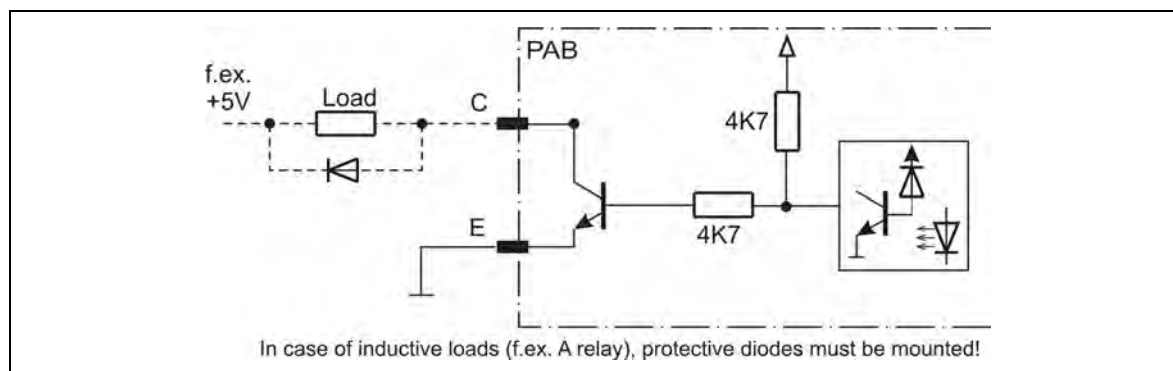 PAB
f.ex.
+5V
Load
C
4K7
E
4K7
In case of inductive loads (f.ex. A relay), protective diodes must be mounted!